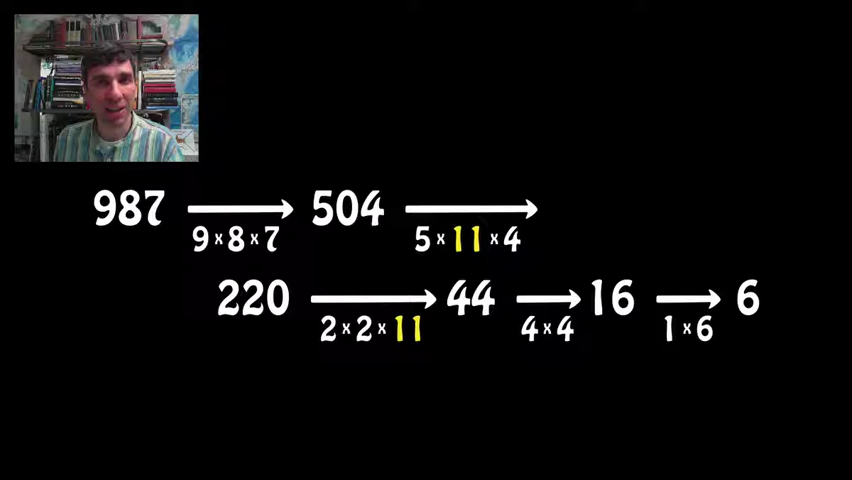 987 → 504 →
9 × 8 × 7 5 × 11 × 4
220 → 44 → 16 → 6
2 × 2 × 11 4 × 4 1 × 6